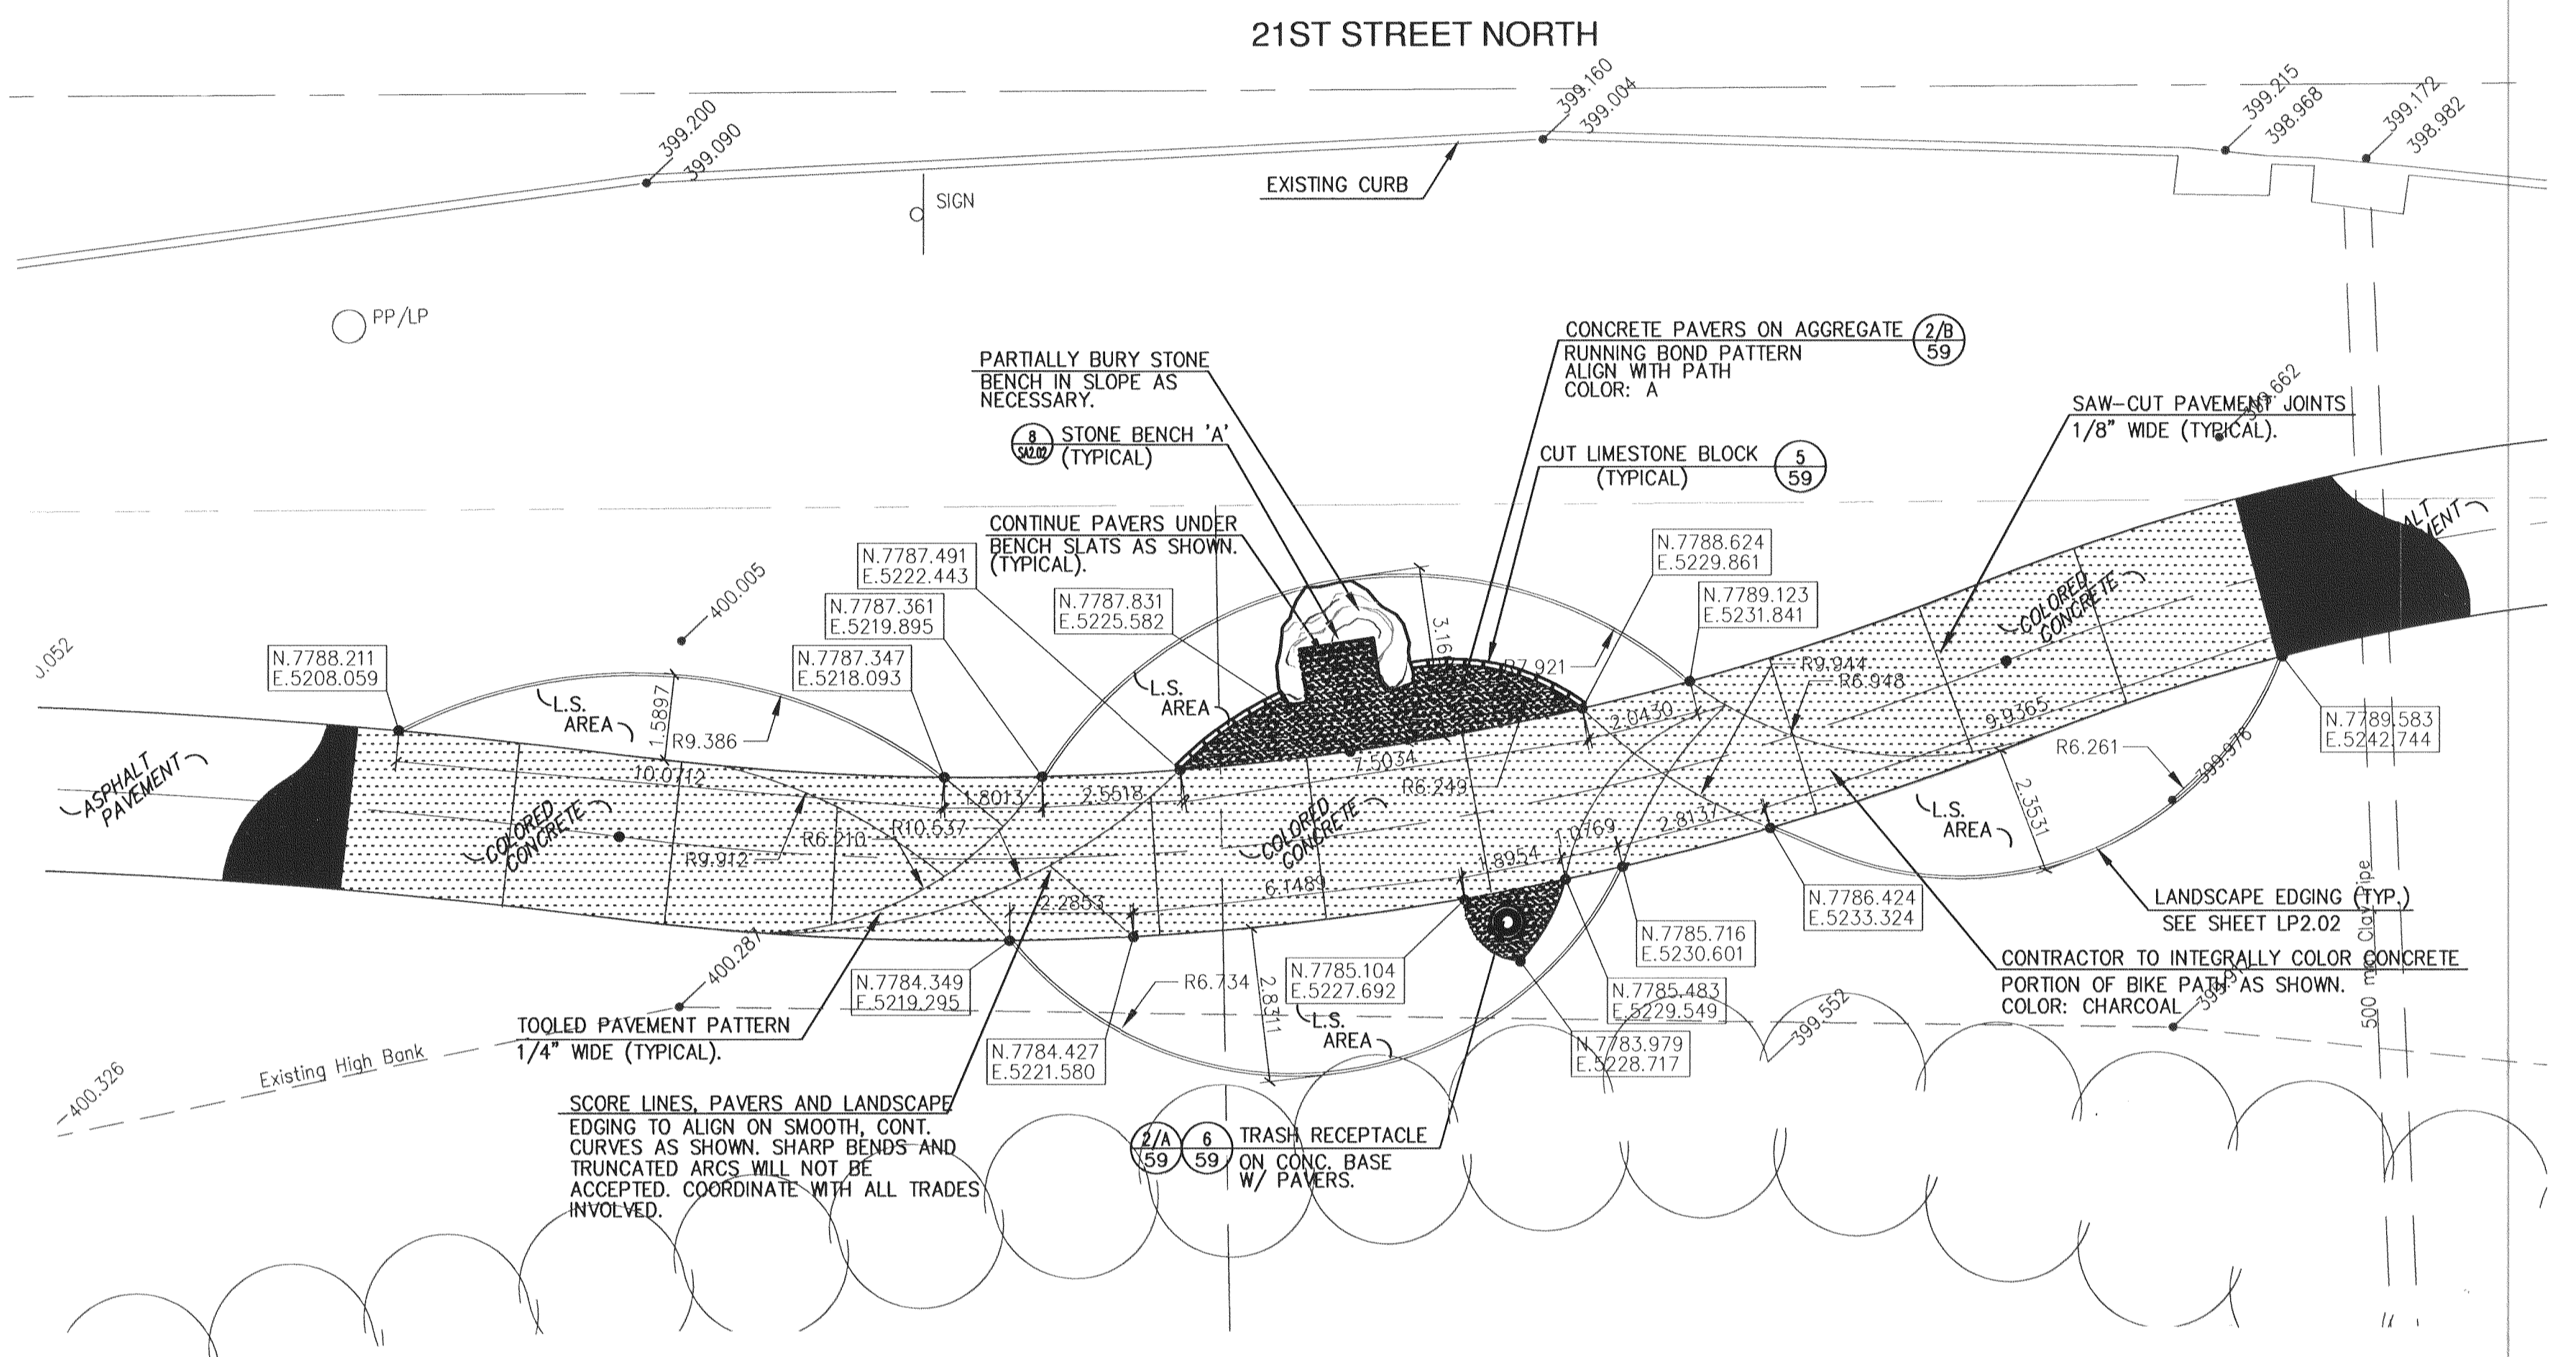 21ST STREET NORTH
399.200
399.090
399.160
399.004
399.215
398.968
399.172
398.982
EXISTING CURB
SIGN
PP/LP
PARTIALLY BURY STONE
BENCH IN SLOPE AS
NECESSARY.
8
SA2.02
STONE BENCH 'A'
(TYPICAL)
CONCRETE PAVERS ON AGGREGATE
RUNNING BOND PATTERN
ALIGN WITH PATH
COLOR: A
2/B
59
CUT LIMESTONE BLOCK
(TYPICAL)
5
59
SAW-CUT PAVEMENT JOINTS
1/8" WIDE (TYPICAL).
CONTINUE PAVERS UNDER
BENCH SLATS AS SHOWN.
(TYPICAL).
N.7787.491
E.5222.443
N.7787.361
E.5219.895
N.7787.347
E.5218.093
N.7787.831
E.5225.582
N.7788.624
E.5229.861
N.7789.123
E.5231.841
N.7788.211
E.5208.059
400.005
L.S.
AREA
1.5897
R9.386
L.S.
AREA
R7.921
R9.944
R6.948
COLORED
CONCRETE
9.9365
N.7789.583
E.5242.744
R6.261
399.976
2.3531
L.S.
AREA
ASPHALT
PAVEMENT
10.0712
1.8013
2.5518
7.5034
2.0430
R6.249
COLORED
CONCRETE
R6.210
R10.537
R9.912
COLORED
CONCRETE
1.0769
2.8137
1.8954
6.1489
2.2853
N.7786.424
E.5233.324
LANDSCAPE EDGING (TYP.)
SEE SHEET LP2.02
N.7785.716
E.5230.601
CONTRACTOR TO INTEGRALLY COLOR CONCRETE
PORTION OF BIKE PATH AS SHOWN.
COLOR: CHARCOAL
400.287
N.7784.349
E.5219.295
R6.734
2.8311
N.7785.104
E.5227.692
N.7785.483
E.5229.549
L.S.
AREA
399.552
500 mm Clay Pipe
TOOLED PAVEMENT PATTERN
1/4" WIDE (TYPICAL).
N.7784.427
E.5221.580
N.7783.979
E.5228.717
Existing High Bank
400.326
SCORE LINES, PAVERS AND LANDSCAPE
EDGING TO ALIGN ON SMOOTH, CONT.
CURVES AS SHOWN. SHARP BENDS AND
TRUNCATED ARCS WILL NOT BE
ACCEPTED. COORDINATE WITH ALL TRADES
INVOLVED.
2/A
59
6
59
TRASH RECEPTACLE
ON CONC. BASE
W/ PAVERS.